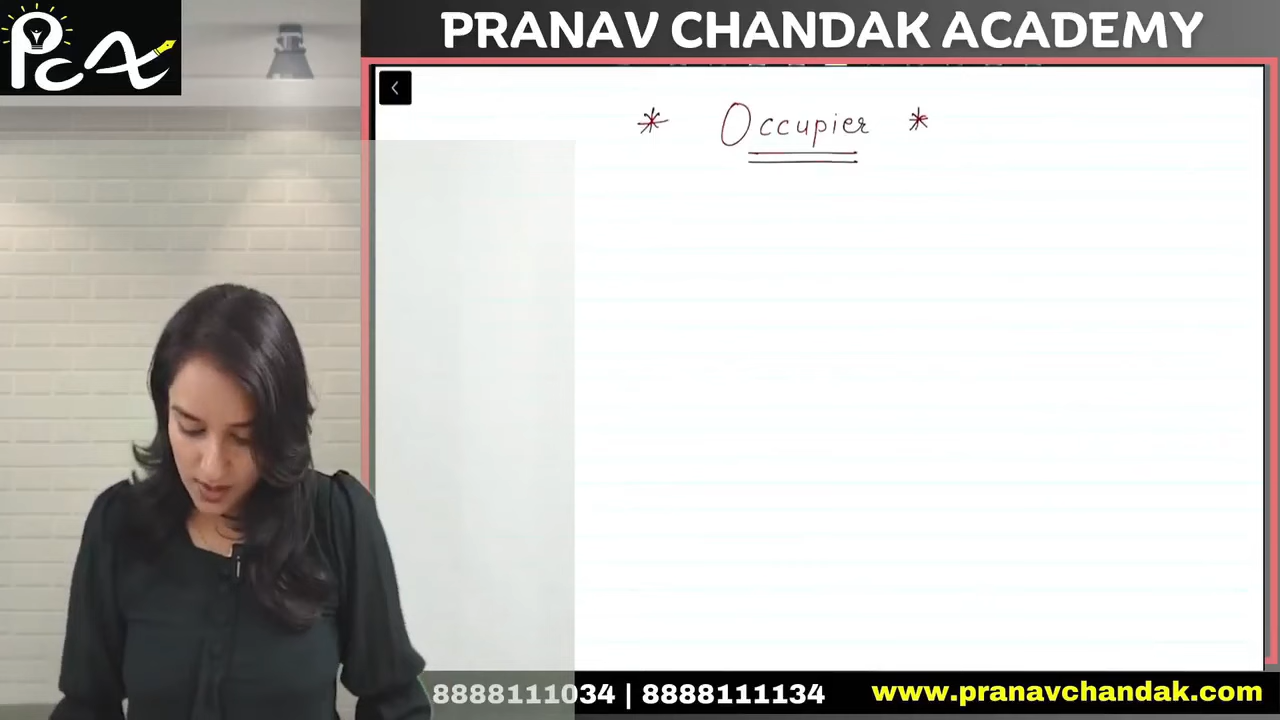 PCA
PRANAV CHANDAK ACADEMY
* Occupier *
8888111034 | 8888111134
www.pranavchandak.com